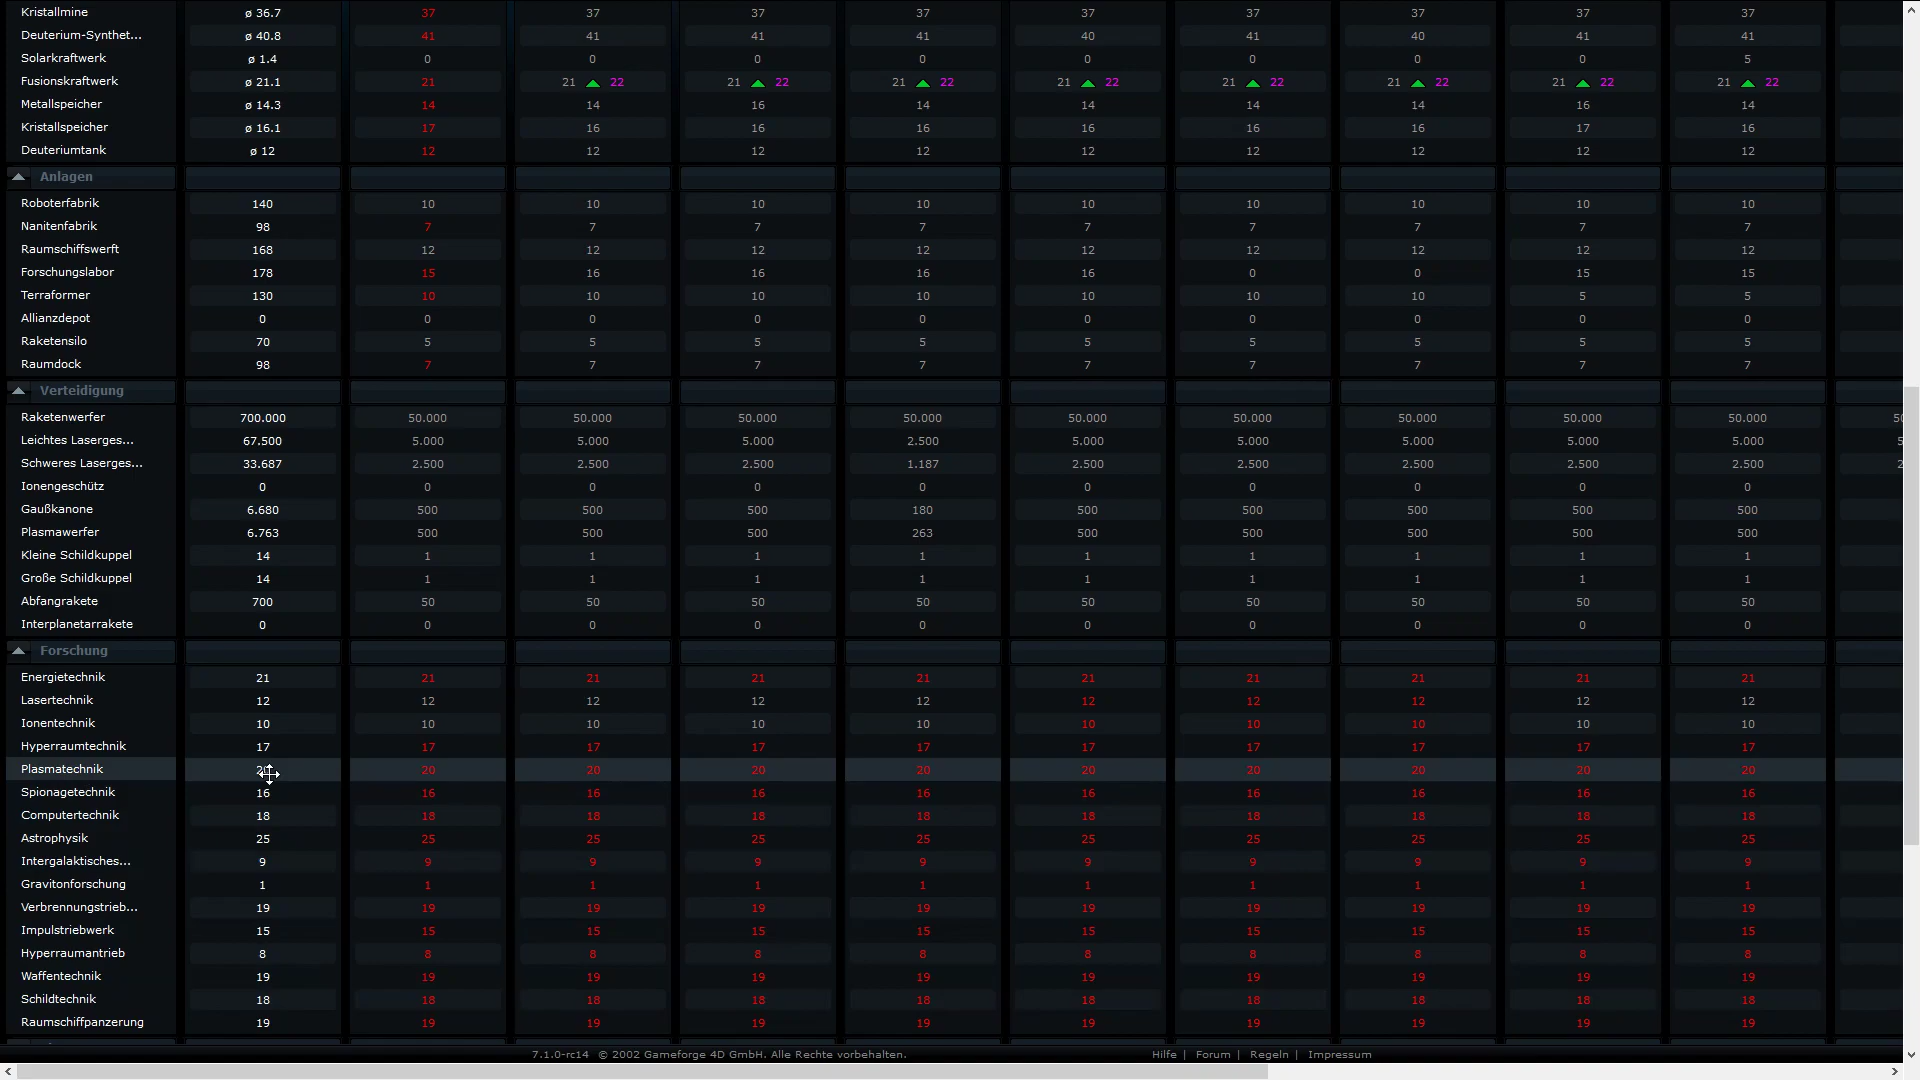 Kristallmine ø 36.7 37 37 37 37 37 37 37 37 37
Deuterium-Synthet... ø 40.8 41 41 41 40 41 41 40 41 41
Solarkraftwerk ø 1.4 0 0 0 0 0 0 0 0 5
Fusionskraftwerk ø 21.1 21 21 22 21 22 21 22 21 22 21 22 21 22 21 22 21 22
Metallspeicher ø 14.3 14 14 16 14 14 14 14 16 14
Kristallspeicher ø 16.1 17 16 16 16 16 16 16 17 16
Deuteriumtank ø 12 12 12 12 12 12 12 12 12 12
Anlagen
Roboterfabrik 140 10 10 10 10 10 10 10 10 10
Nanitenfabrik 98 7 7 7 7 7 7 7 7 7
Raumschiffswerft 168 12 12 12 12 12 12 12 12 12
Forschungslabor 178 15 16 16 16 16 0 0 15 15
Terraformer 130 10 10 10 10 10 10 10 5 5
Allianzdepot 0 0 0 0 0 0 0 0 0 0
Raketensilo 70 5 5 5 5 5 5 5 5 5
Raumdock 98 7 7 7 7 7 7 7 7 7
Verteidigung
Raketenwerfer 700.000 50.000 50.000 50.000 50.000 50.000 50.000 50.000 50.000 50.000
Leichtes Laserges... 67.500 5.000 5.000 5.000 2.500 5.000 5.000 5.000 5.000 5.000
Schweres Laserges... 33.687 2.500 2.500 2.500 1.187 2.500 2.500 2.500 2.500 2.500
Ionengeschütz 0 0 0 0 0 0 0 0 0 0
Gaußkanone 6.680 500 500 500 180 500 500 500 500 500
Plasmawerfer 6.763 500 500 500 263 500 500 500 500 500
Kleine Schildkuppel 14 1 1 1 1 1 1 1 1 1
Große Schildkuppel 14 1 1 1 1 1 1 1 1 1
Abfangrakete 700 50 50 50 50 50 50 50 50 50
Interplanetarrakete 0 0 0 0 0 0 0 0 0 0
Forschung
Energietechnik 21 21 21 21 21 21 21 21 21 21
Lasertechnik 12 12 12 12 12 12 12 12 12 12
Ionentechnik 10 10 10 10 10 10 10 10 10 10
Hyperraumtechnik 17 17 17 17 17 17 17 17 17 17
Plasmatechnik 20 20 20 20 20 20 20 20 20 20
Spionagetechnik 16 16 16 16 16 16 16 16 16 16
Computertechnik 18 18 18 18 18 18 18 18 18 18
Astrophysik 25 25 25 25 25 25 25 25 25 25
Intergalaktisches... 9 9 9 9 9 9 9 9 9 9
Gravitonforschung 1 1 1 1 1 1 1 1 1 1
Verbrennungstrieb... 19 19 19 19 19 19 19 19 19 19
Impulstriebwerk 15 15 15 15 15 15 15 15 15 15
Hyperraumantrieb 8 8 8 8 8 8 8 8 8 8
Waffentechnik 19 19 19 19 19 19 19 19 19 19
Schildtechnik 18 18 18 18 18 18 18 18 18 18
Raumschiffpanzerung 19 19 19 19 19 19 19 19 19 19
7.1.0-rc14 © 2002 Gameforge 4D GmbH. Alle Rechte vorbehalten. Hilfe | Forum | Regeln | Impressum